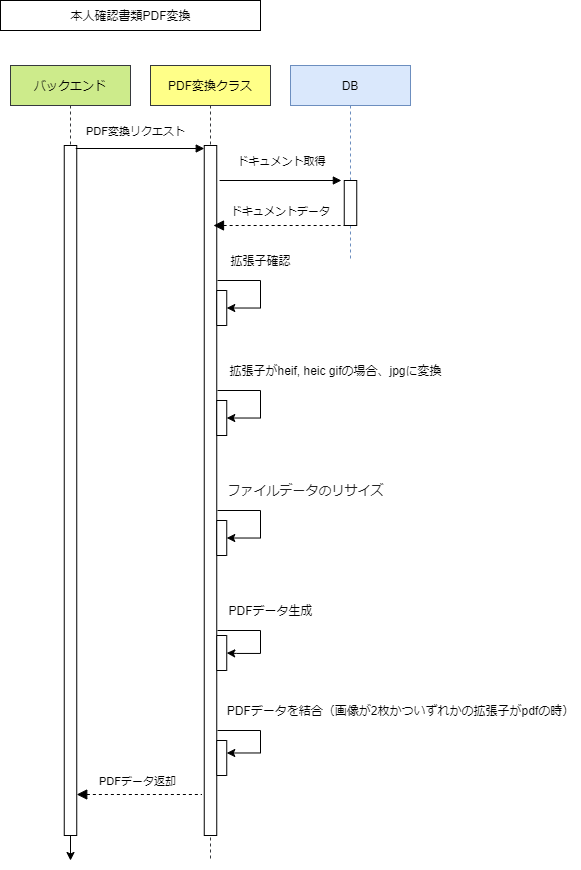 本人確認書類PDF変換
バックエンド
PDF変換クラス
DB
PDF変換リクエスト
ドキュメント取得
ドキュメントデータ
拡張子確認
拡張子がheif, heic gifの場合、jpgに変換
ファイルデータのリサイズ
PDFデータ生成
PDFデータを結合（画像が2枚かついずれかの拡張子がpdfの時）
PDFデータ返却